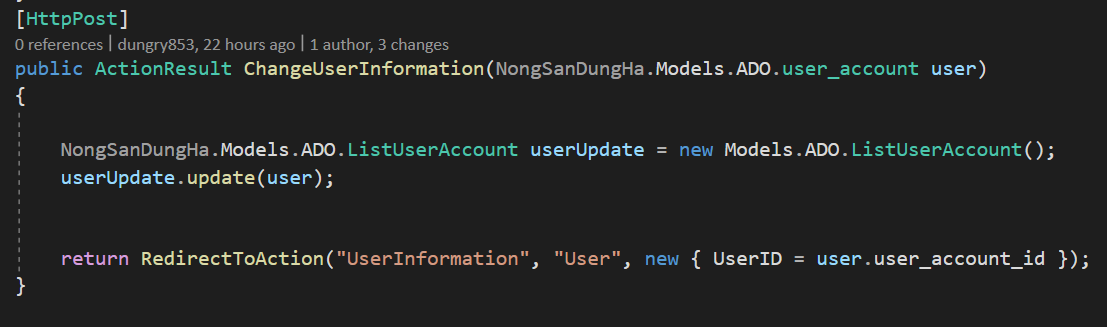 }
[HttpPost]
0 references | dungry853, 22 hours ago | 1 author, 3 changes
public ActionResult ChangeUserInformation(NongSanDungHa.Models.ADO.user_account user)
{
NongSanDungHa.Models.ADO.ListUserAccount userUpdate = new Models.ADO.ListUserAccount();
userUpdate.update(user);
return RedirectToAction("UserInformation", "User", new { UserID = user.user_account_id });
}